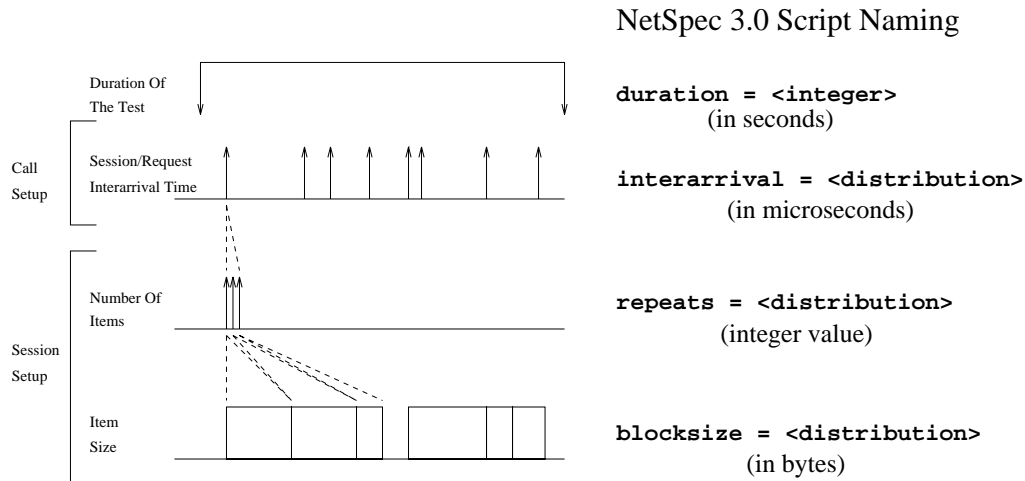 NetSpec 3.0 Script Naming
Duration Of
The Test
duration = <integer>
(in seconds)
Call
Setup
Session/Request
Interarrival Time
interarrival = <distribution>
(in microseconds)
Number Of
Items
repeats = <distribution>
(integer value)
Session
Setup
Item
Size
blocksize = <distribution>
(in bytes)